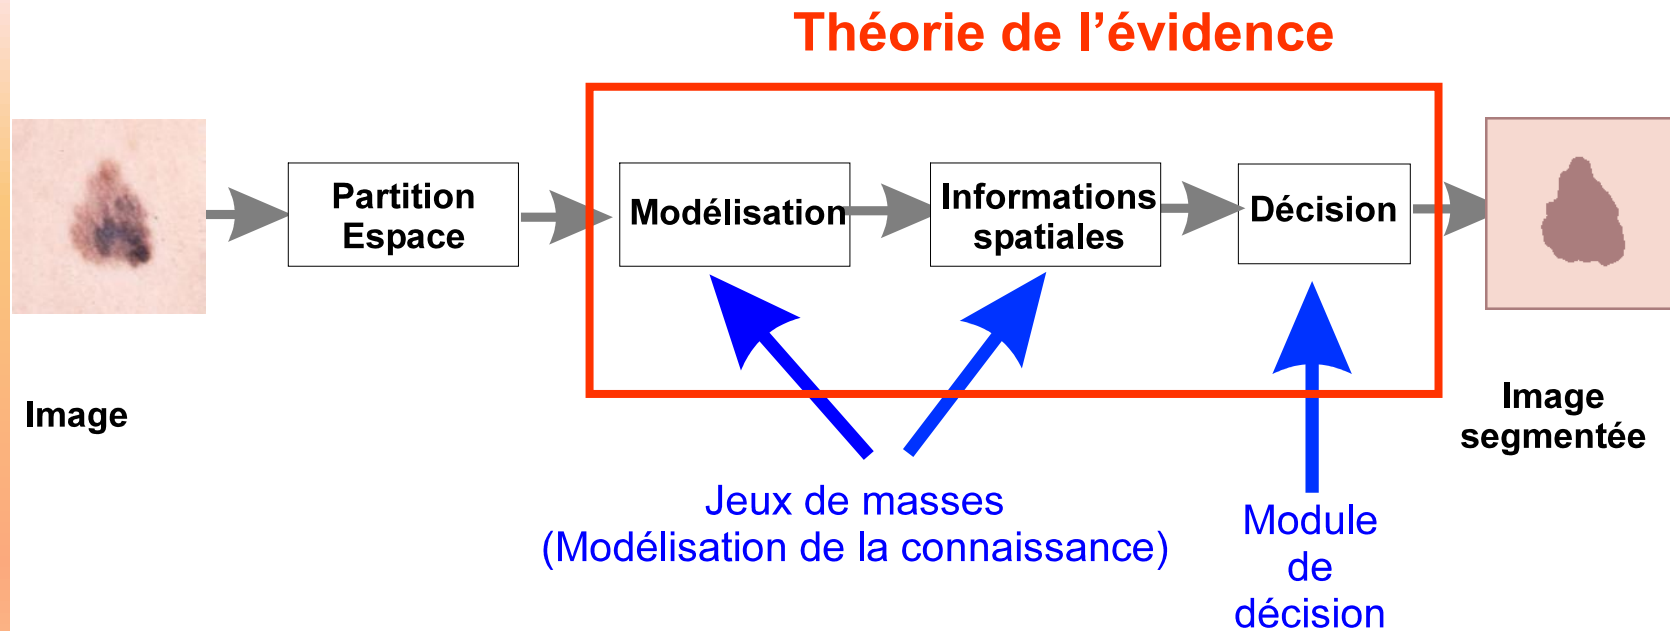 Théorie de l’évidence
Partition
Espace
Modélisation
Informations
spatiales
Décision
Image
Image
segmentée
Jeux de masses
(Modélisation de la connaissance)
Module
de
décision